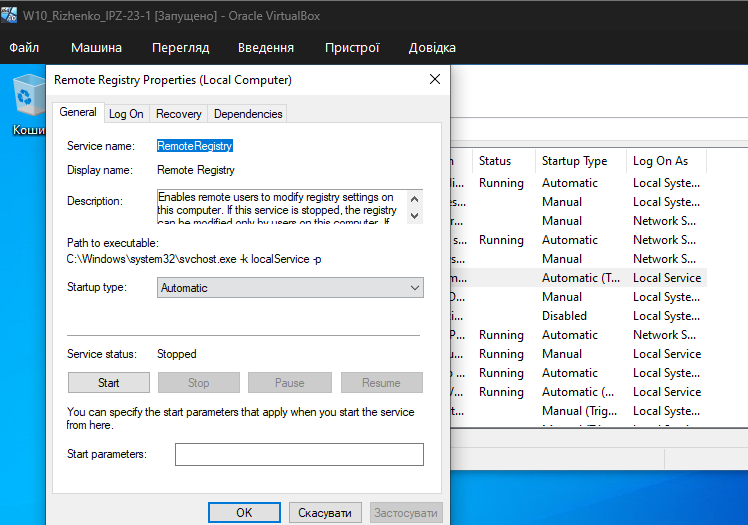 W10_Rizhenko_IPZ-23-1 [Запущено] - Oracle VirtualBox
Файл Машина Перегляд Введення Пристрої Довідка
Коши
Remote Registry Properties (Local Computer)
General Log On Recovery Dependencies
Service name: RemoteRegistry
Display name: Remote Registry
Description: Enables remote users to modify registry settings on
this computer. If this service is stopped, the registry
can be modified only by users on this computer. If
Path to executable:
C:\Windows\system32\svchost.exe -k localService -p
Startup type: Automatic
Service status: Stopped
Start Stop Pause Resume
You can specify the start parameters that apply when you start the service
from here.
Start parameters:
OK Скасувати Застосувати
n Status Startup Type Log On As
li... Running Automatic Local Syste...
es... Manual Local Syste...
r... Manual Network S...
s... Running Automatic Network S...
r... Manual Local Syste...
m... Automatic (T... Local Service
O... Manual Local Syste...
ti... Disabled Local Syste...
P... Running Automatic Network S...
u... Running Manual Local Service
o ... Running Automatic Local Syste...
V... Running Automatic (... Local Service
t... Manual (Trig... Local Syste...